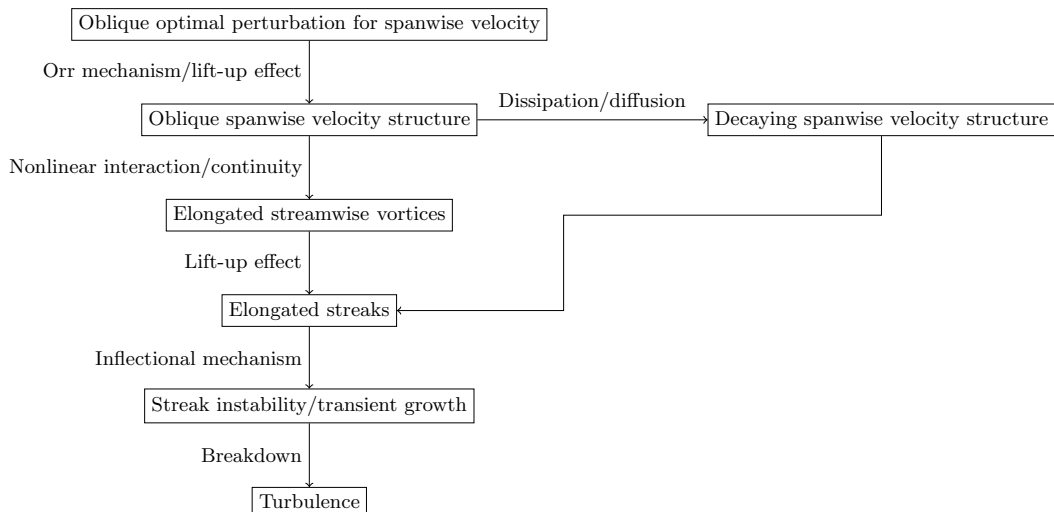 Oblique optimal perturbation for spanwise velocity
Orr mechanism/lift-up effect
Dissipation/diffusion
Oblique spanwise velocity structure
Decaying spanwise velocity structure
Nonlinear interaction/continuity
Elongated streamwise vortices
Lift-up effect
Elongated streaks
Inflectional mechanism
Streak instability/transient growth
Breakdown
Turbulence